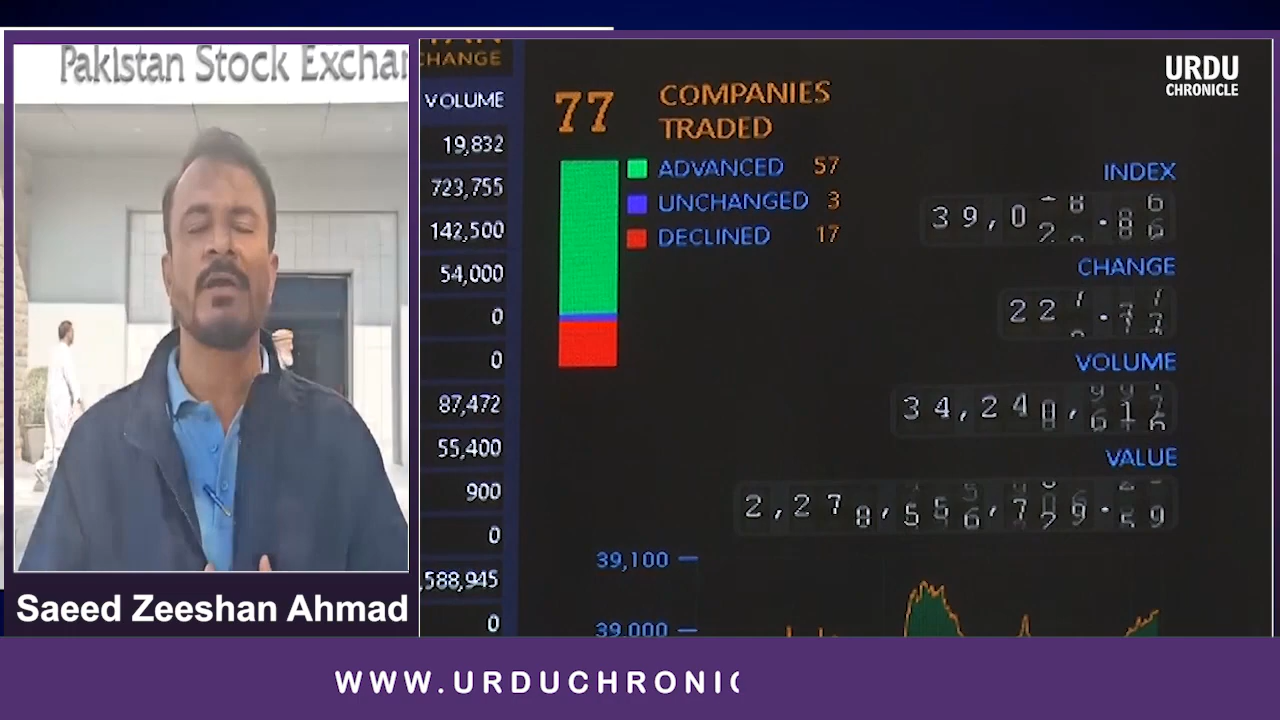 Pakistan Stock Exchan
CHANGE
VOLUME
19,832
723,755
142,500
54,000
0
0
87,472
55,400
900
0
,588,945
0
77
COMPANIES
TRADED
ADVANCED 57
UNCHANGED 3
DECLINED 17
URDU
CHRONICLE
INDEX
CHANGE
VOLUME
VALUE
39,100
39,000
Saeed Zeeshan Ahmad
WWW.URDUCHRONIC